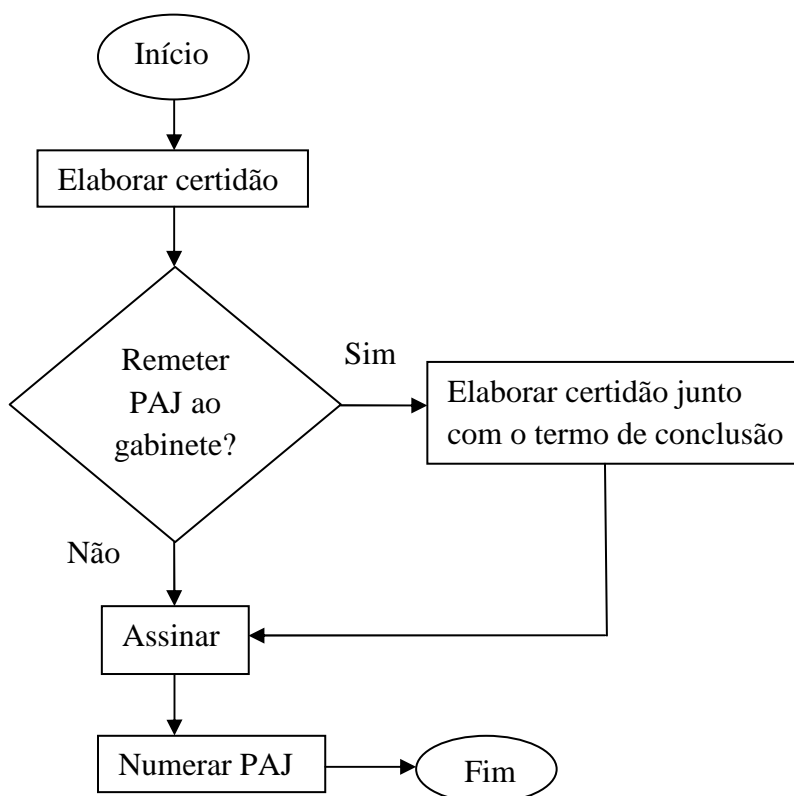 Início
Elaborar certidão
Remeter
PAJ ao
gabinete?
Sim
Elaborar certidão junto
com o termo de conclusão
Não
Assinar
Numerar PAJ
Fim